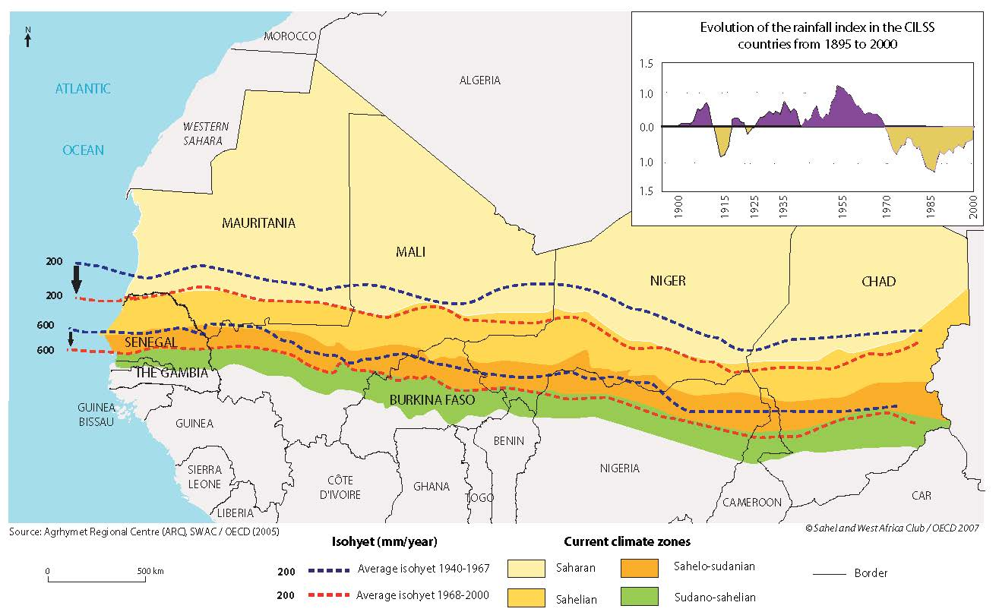 N
MOROCCO
ATLANTIC
OCEAN
WESTERN
SAHARA
ALGERIA
Evolution of the rainfall index in the CILSS
countries from 1895 to 2000
1.5
1.0
0.0
1.0
1.5
1900
1915
1925
1935
1955
1970
1985
2000
MAURITANIA
MALI
NIGER
CHAD
200
200
600
600
SENEGAL
THE GAMBIA
GUINEA
BISSAU
BURKINA FASO
GUINEA
BENIN
SIERRA
LEONE
CÔTE
D'IVOIRE
GHANA
TOGO
NIGERIA
CAMEROON
CAR
LIBERIA
Source: Agrhymet Regional Centre (ARC), SWAC / OECD (2005)
© Sahel and West Africa Club / OECD 2007
Isohyet (mm/year)
Current climate zones
0 500 km
200 Average isohyet 1940-1967
200 Average isohyet 1968-2000
Saharan
Sahelian
Sahelo-sudanian
Sudano-sahelian
Border